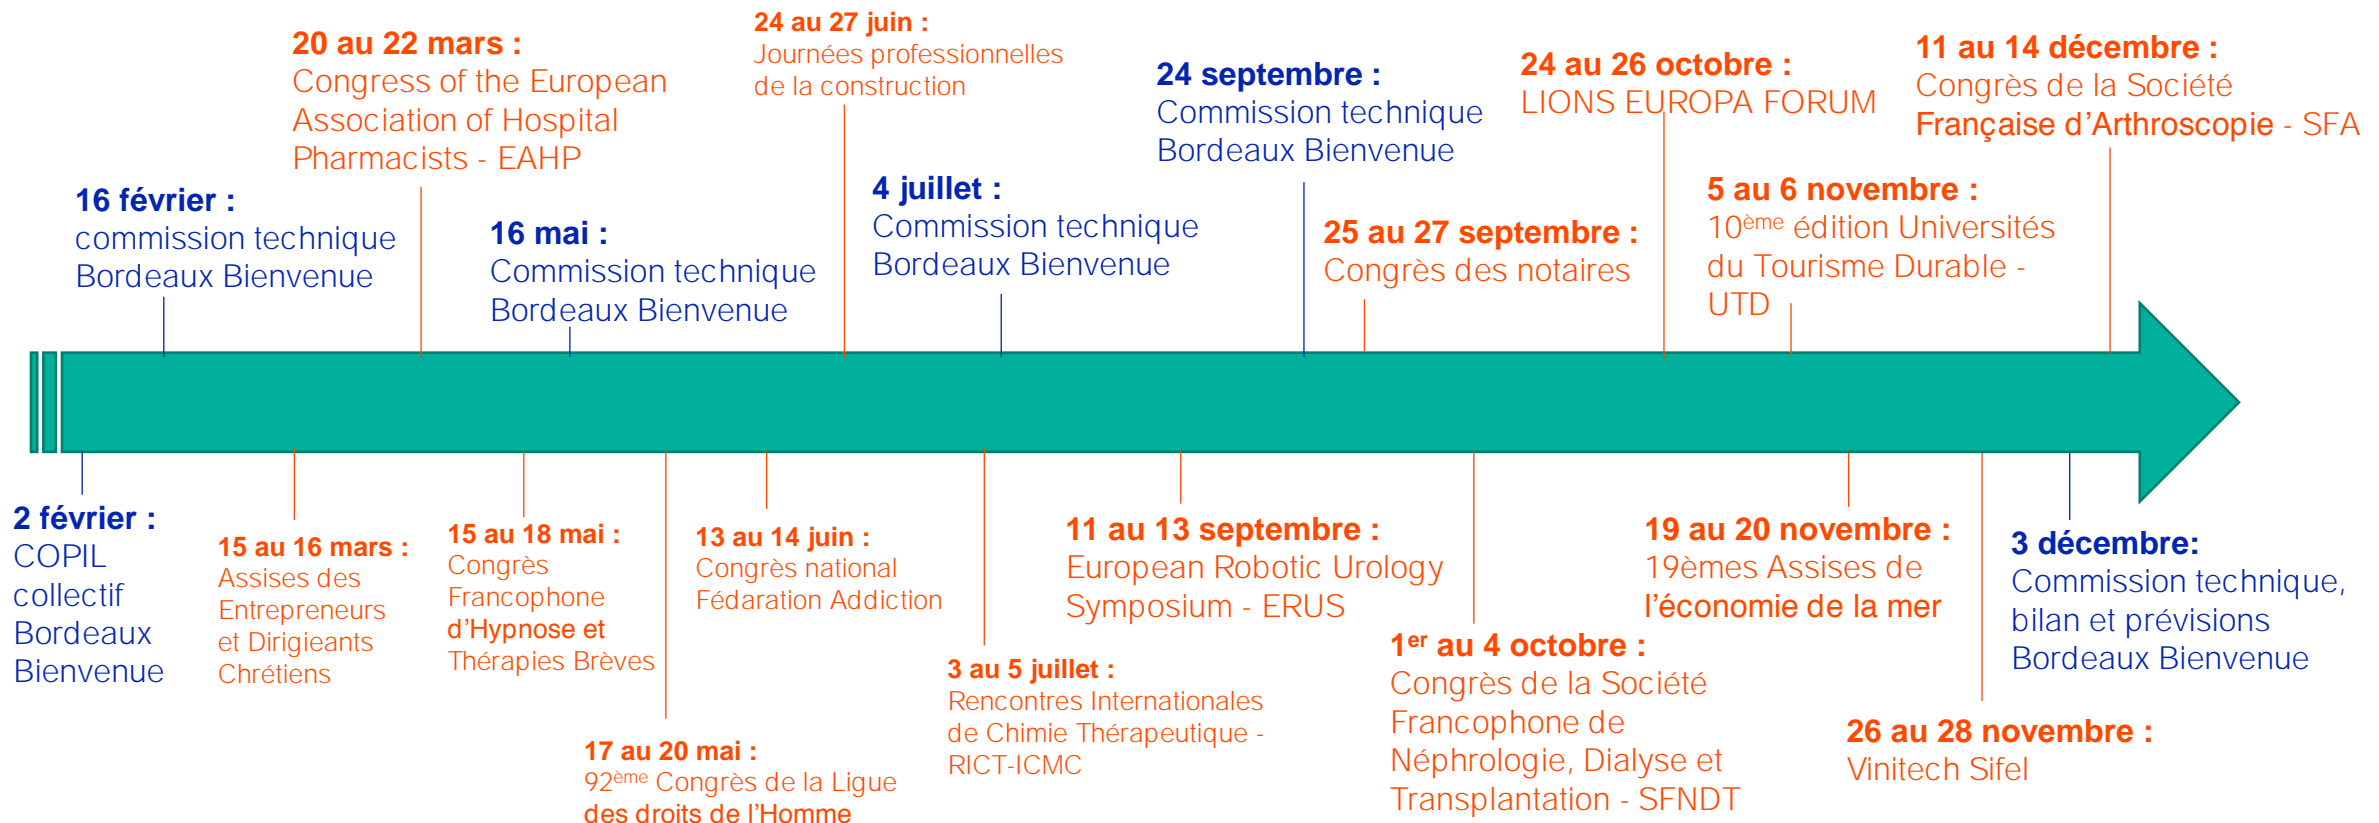 24 au 27 juin :
Journées professionnelles
de la construction
20 au 22 mars :
Congress of the European
Association of Hospital
Pharmacists - EAHP
24 septembre :
Commission technique
Bordeaux Bienvenue
24 au 26 octobre :
LIONS EUROPA FORUM
11 au 14 décembre :
Congrès de la Société
Française d’Arthroscopie - SFA
16 février :
commission technique
Bordeaux Bienvenue
16 mai :
Commission technique
Bordeaux Bienvenue
4 juillet :
Commission technique
Bordeaux Bienvenue
25 au 27 septembre :
Congrès des notaires
5 au 6 novembre :
10ème édition Universités
du Tourisme Durable -
UTD
2 février :
COPIL
collectif
Bordeaux
Bienvenue
15 au 16 mars :
Assises des
Entrepreneurs
et Dirigieants
Chrétiens
15 au 18 mai :
Congrès
Francophone
d’Hypnose et
Thérapies Brèves
17 au 20 mai :
92ème Congrès de la Ligue
des droits de l’Homme
13 au 14 juin :
Congrès national
Fédaration Addiction
3 au 5 juillet :
Rencontres Internationales
de Chimie Thérapeutique -
RICT-ICMC
11 au 13 septembre :
European Robotic Urology
Symposium - ERUS
1er au 4 octobre :
Congrès de la Société
Francophone de
Néphrologie, Dialyse et
Transplantation - SFNDT
19 au 20 novembre :
19èmes Assises de
l’économie de la mer
26 au 28 novembre :
Vinitech Sifel
3 décembre:
Commission technique,
bilan et prévisions
Bordeaux Bienvenue